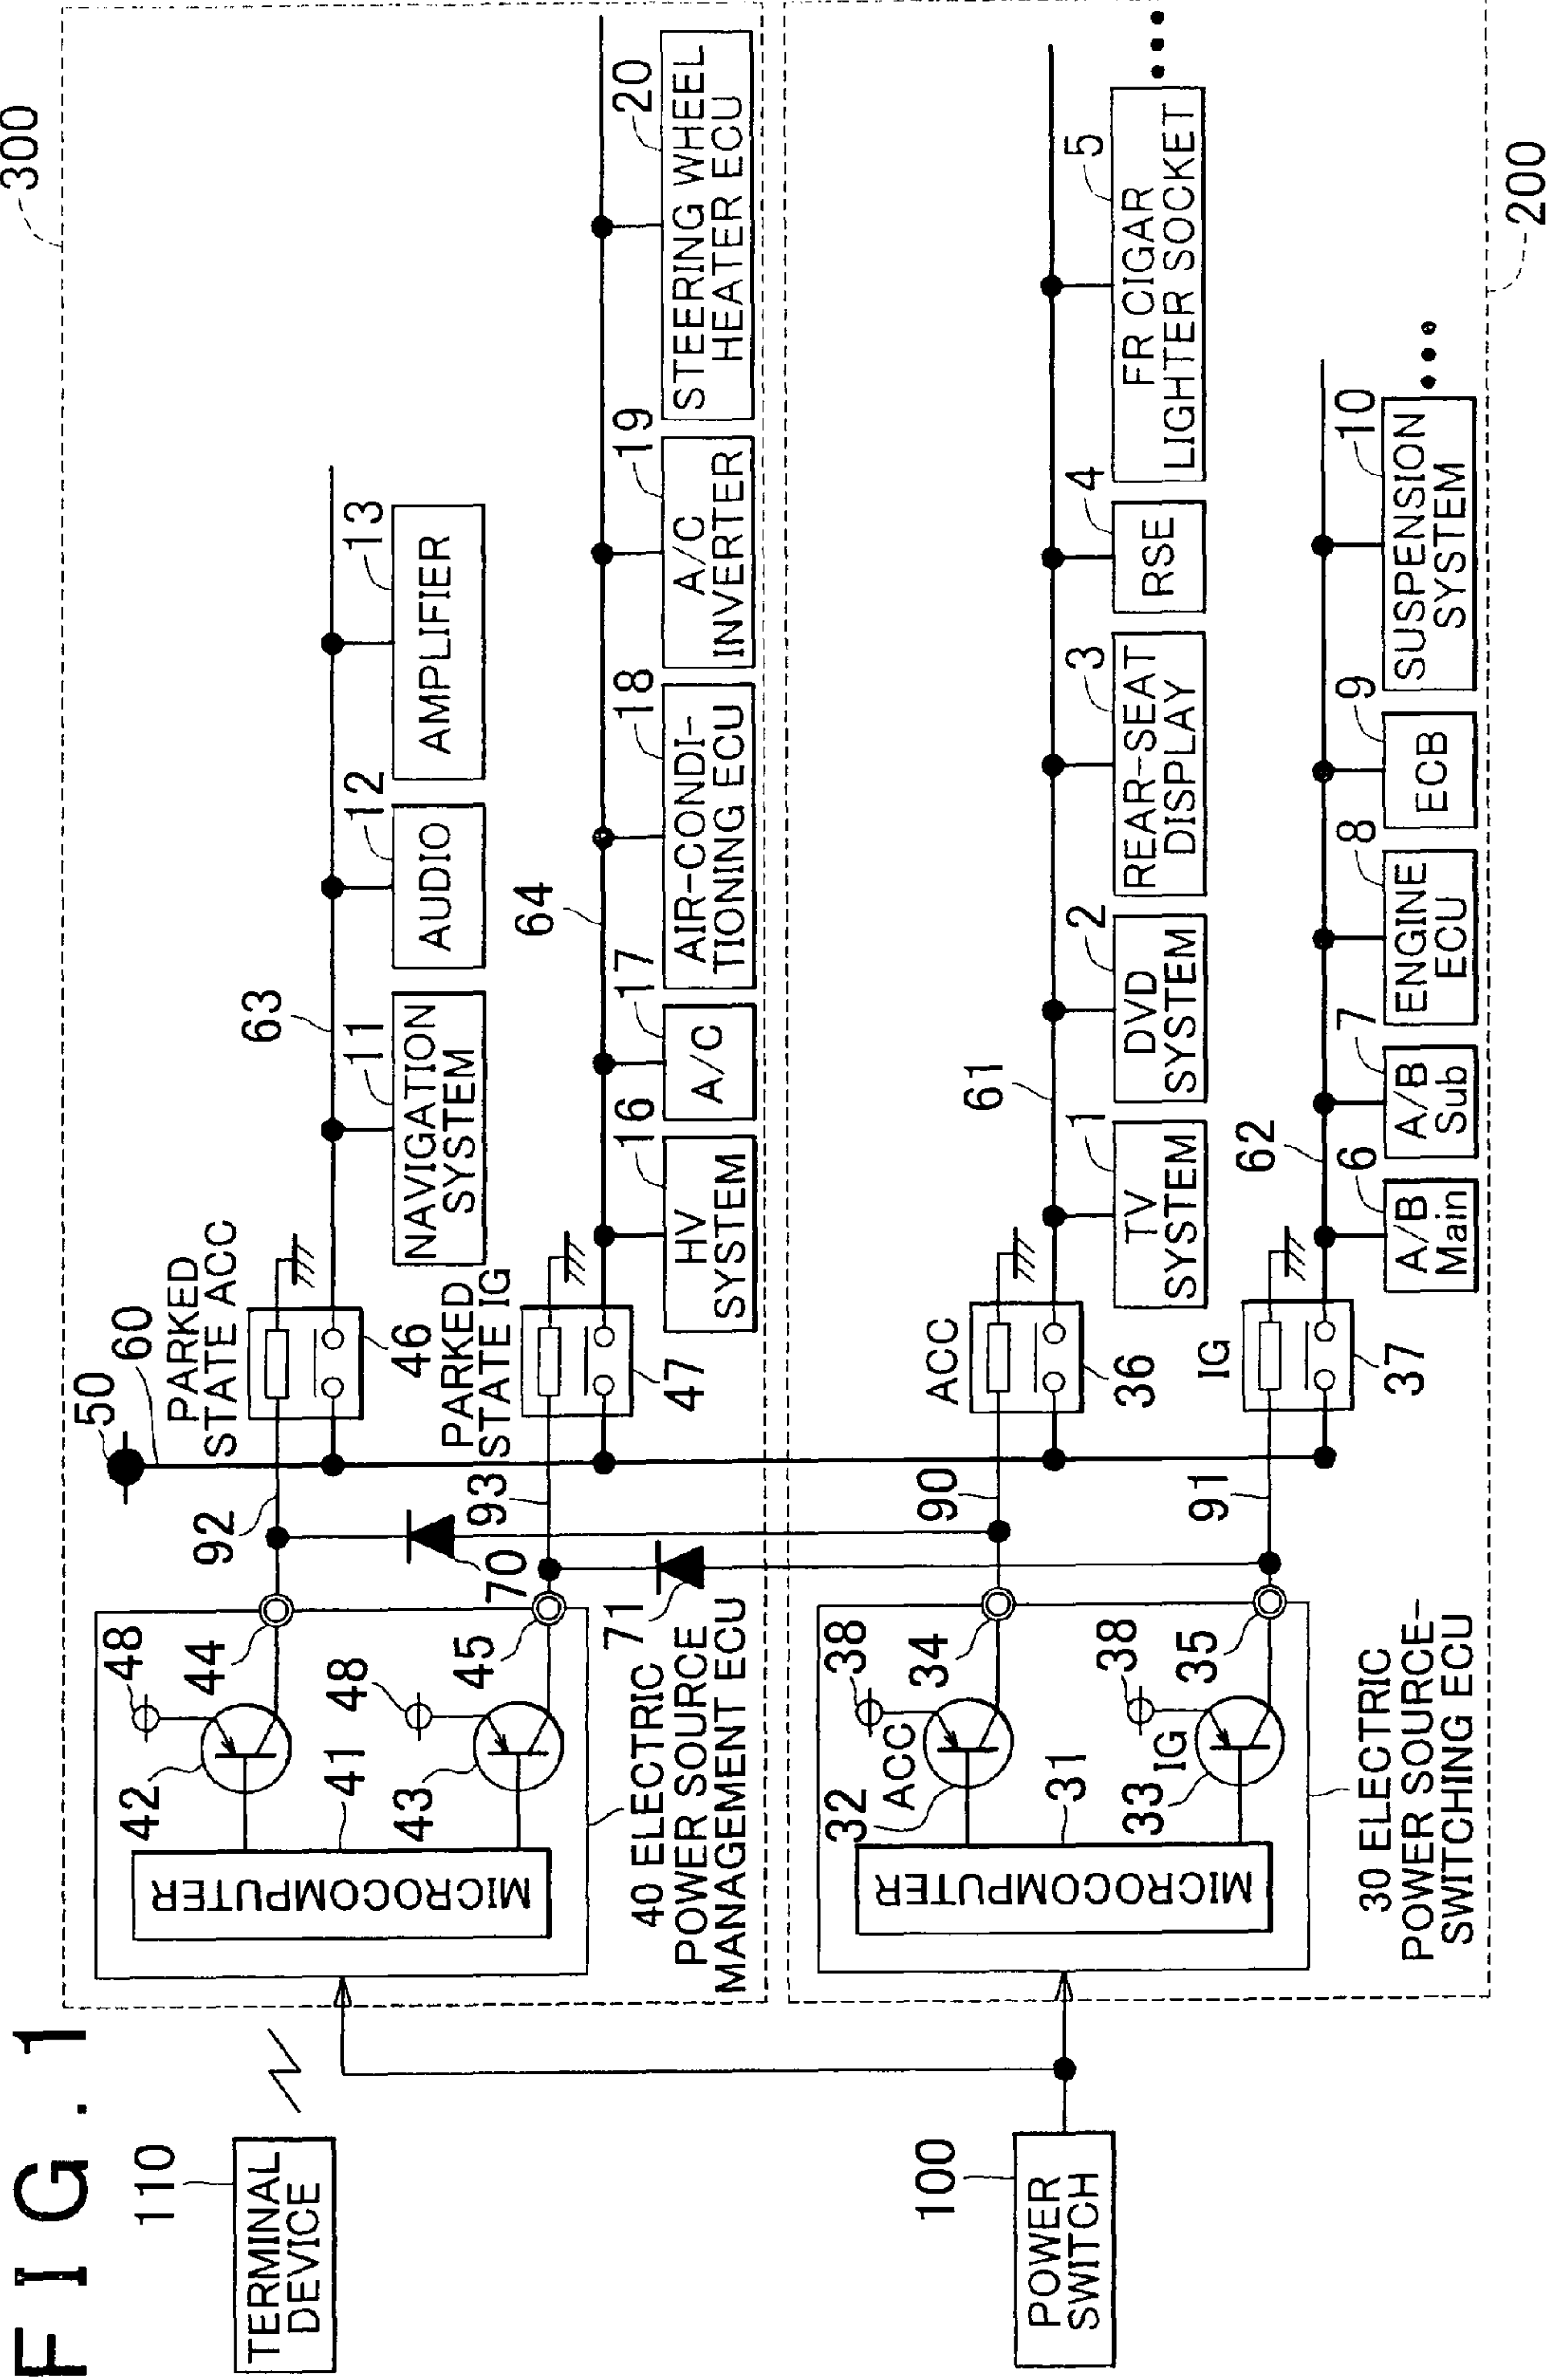 FIG. 1
300
110
TERMINAL
DEVICE
48
42
44
41
48
43
45
MICROCOMPUTER
40 ELECTRIC
POWER SOURCE
MANAGEMENT ECU
50
60
92
PARKED
STATE ACC
46
70
93
71
PARKED
STATE IG
47
63
11
NAVIGATION
SYSTEM
12
AUDIO
13
AMPLIFIER
64
16
HV
SYSTEM
17
A/C
18
AIR-CONDI-
TIONING ECU
19
A/C
INVERTER
20
STEERING WHEEL
HEATER ECU
100
POWER
SWITCH
38
32
ACC
34
31
38
33
IG
35
MICROCOMPUTER
30 ELECTRIC
POWER SOURCE-
SWITCHING ECU
90
ACC
36
91
IG
37
61
1
TV
SYSTEM
2
DVD
SYSTEM
3
REAR-SEAT
DISPLAY
4
RSE
5
FR CIGAR
LIGHTER SOCKET
62
6
A/B
Main
7
A/B
Sub
8
ENGINE
ECU
9
ECB
10
SUSPENSION
SYSTEM
200